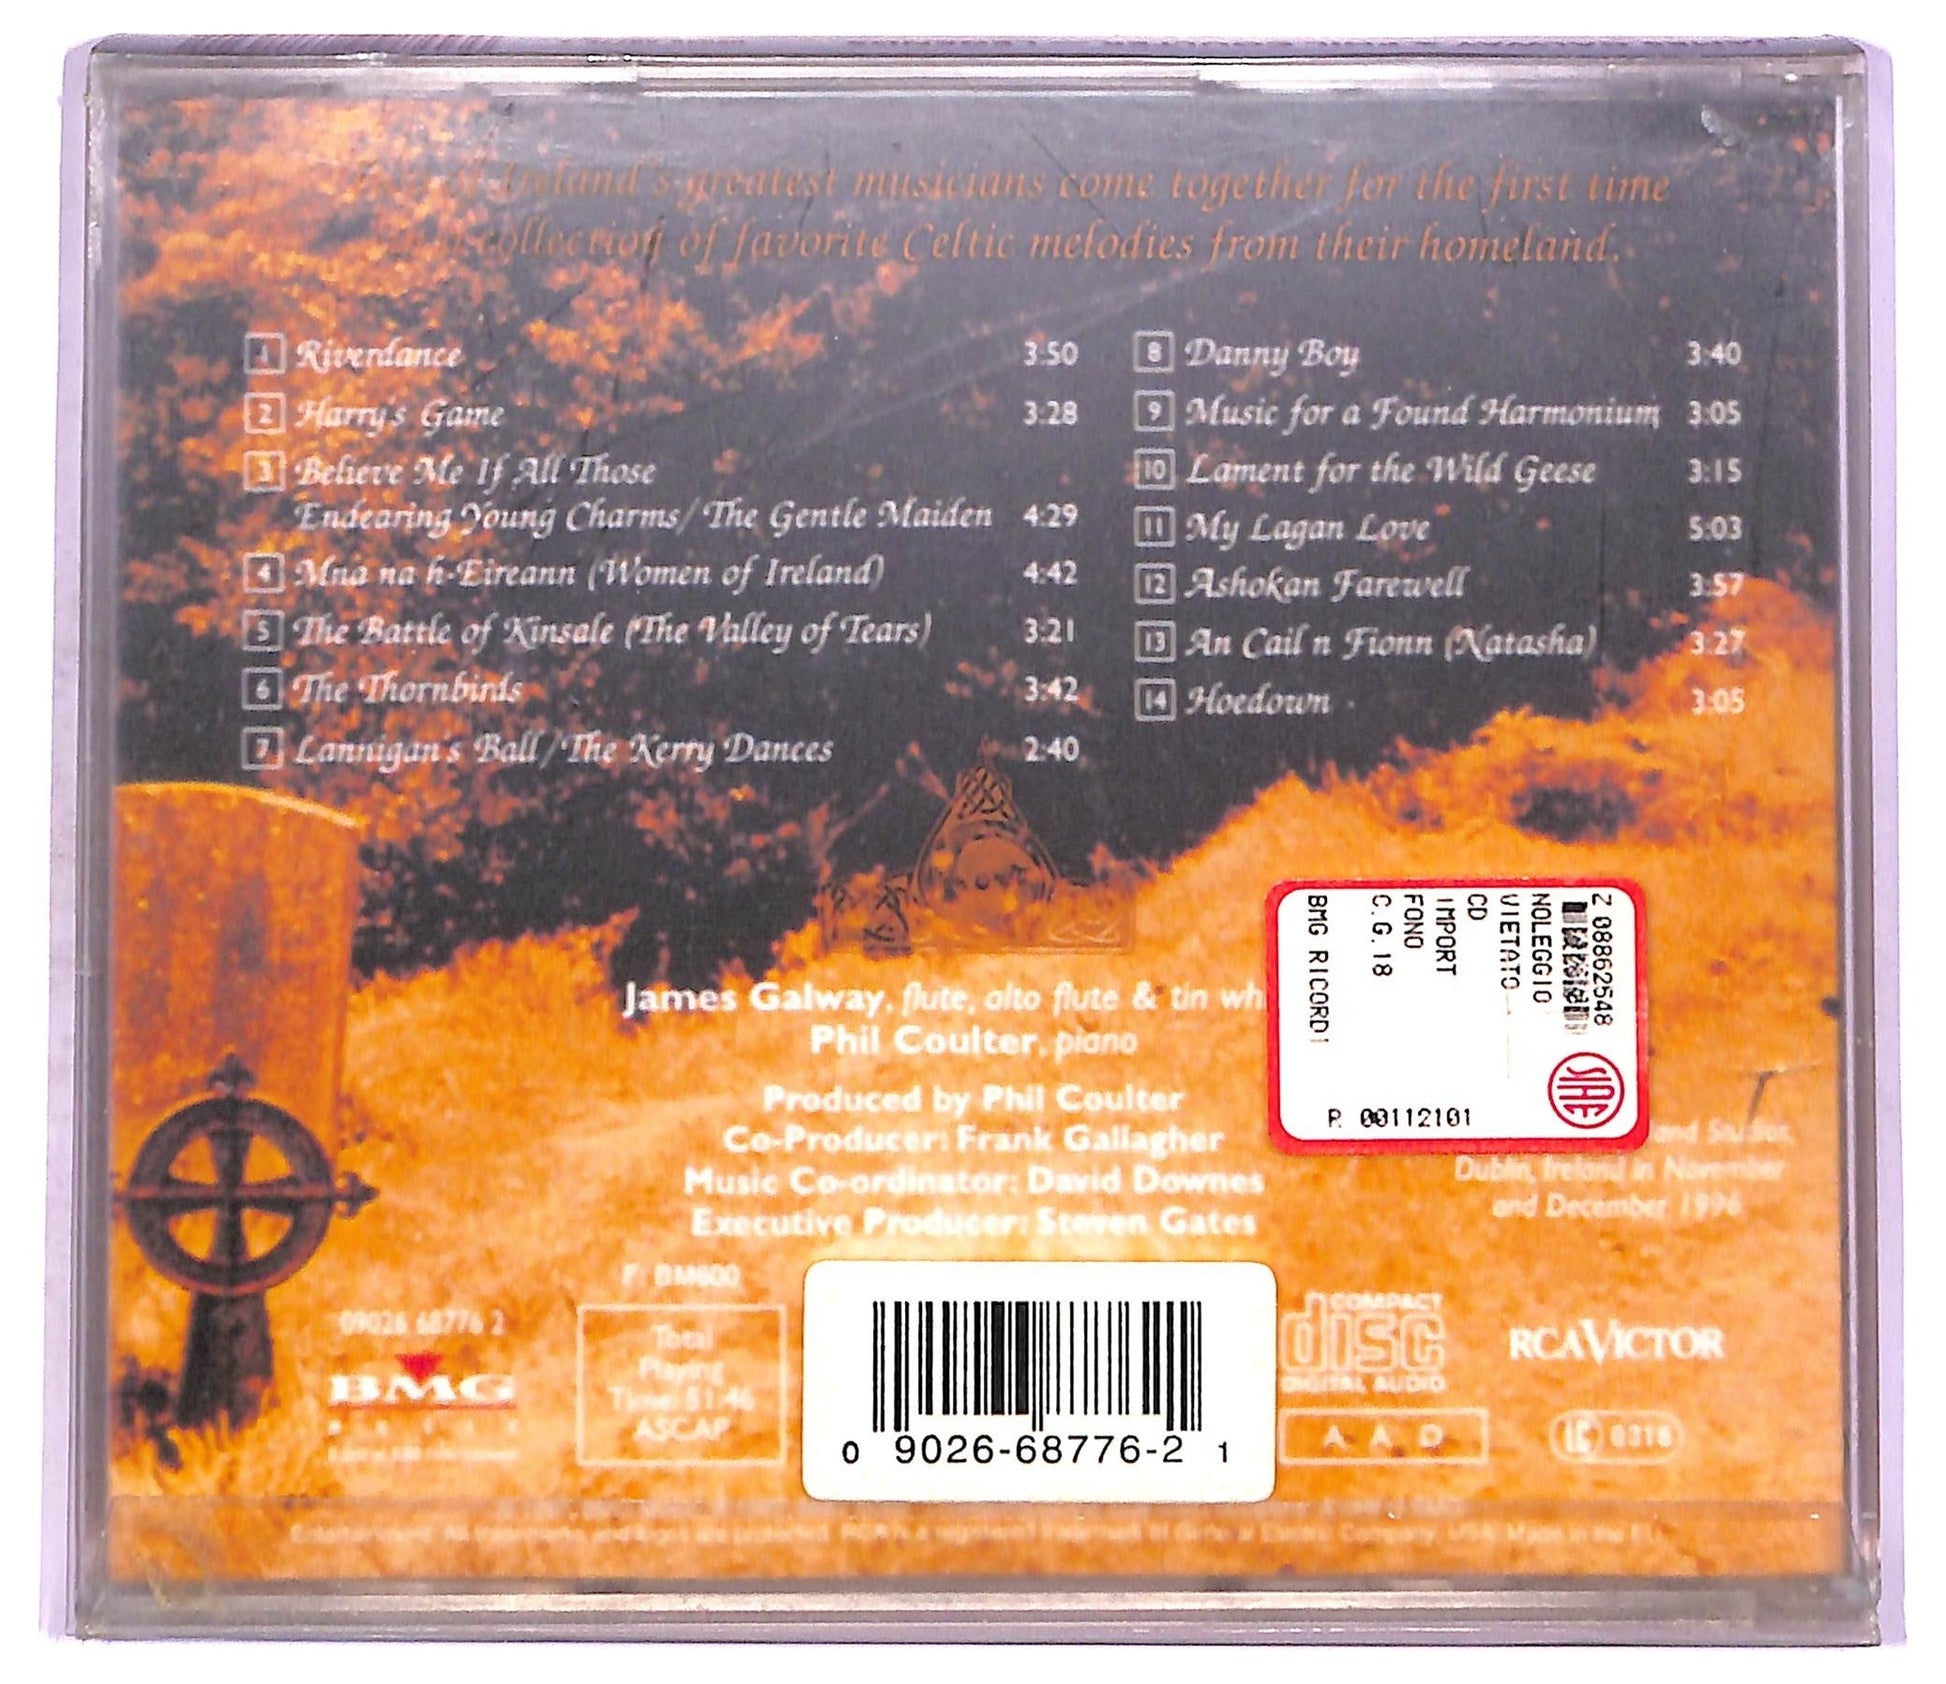 of Ireland's greatest musicians come together for the first time
collection of favorite Celtic melodies from their homeland.
1 Riverdance 3:50
2 Harry's Game 3:28
3 Believe Me If All Those
Endearing Young Charms/The Gentle Maiden 4:29
4 Mna na h-Eireann (Women of Ireland) 4:42
5 The Battle of Kinsale (The Valley of Tears) 3:21
6 The Thornbirds 3:42
7 Lannigan's Ball/The Kerry Dances 2:40
8 Danny Boy 3:40
9 Music for a Found Harmonium 3:05
10 Lament for the Wild Geese 3:15
11 My Lagan Love 5:03
12 Ashokan Farewell 3:57
13 An Cail n Fionn (Natasha) 3:27
14 Hoedown 3:05
James Galway, flute, alto flute & tin wh
Phil Coulter, piano
Produced by Phil Coulter
Co-Producer: Frank Gallagher
Music Co-ordinator: David Downes
Executive Producer: Steven Gates
Z 08862548
NOLEGGIO
VIETATO
CD
IMPORT
FONO
C.G.18
BMG RICORDI
SIAE
R 00112101
and Studios,
Dublin, Ireland in November
and December 1996
F: BM600
09026 68776 2
BMG
Total
Playing
Time: 51:46
ASCAP
0 9026-68776-2 1
COMPACT
disc
DIGITAL AUDIO
A A D
RCA VICTOR
LC 0316